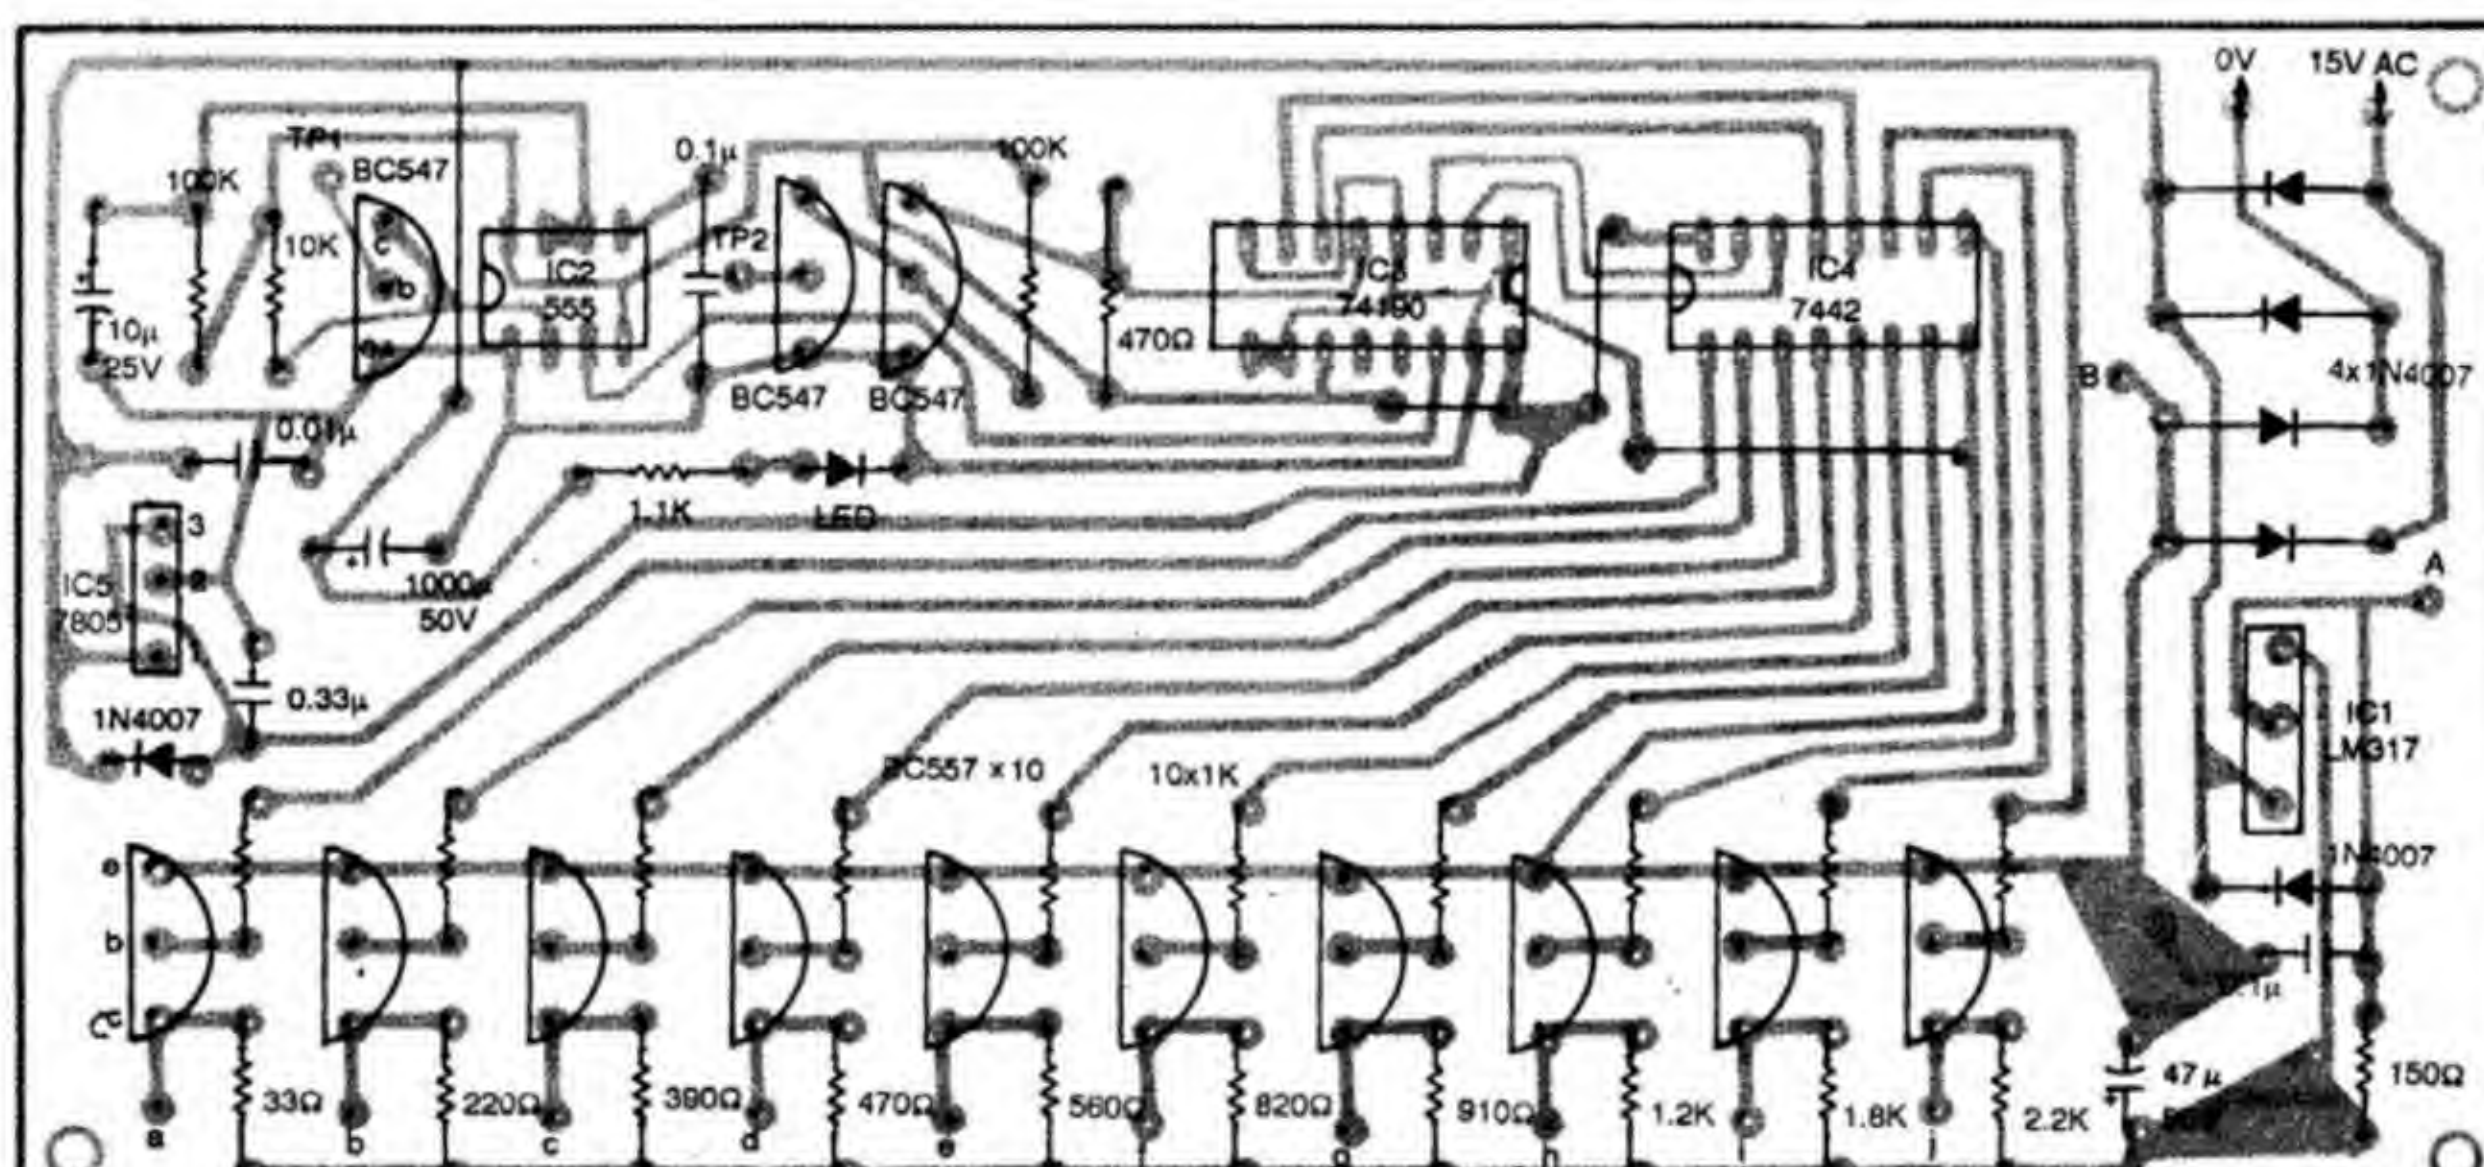 0V 15V AC
TP1
BC547
100K
0.1µ
100K
c
10K
TP2
b
IC2
555
IC3
74190
IC4
7442
10µ
25V
470Ω
4x1N4007
B
BC547 BC547
0.01µ
1.1K LED
3
2
IC5
7805
1
1000µ
50V
A
0.33µ
1N4007
IC1
LM317
BC557 x10 10x1K
1N4007
e
b
c
0.1µ
33Ω 220Ω 390Ω 470Ω 560Ω 820Ω 910Ω 1.2K 1.8K 2.2K 47µ 150Ω
a b c d e